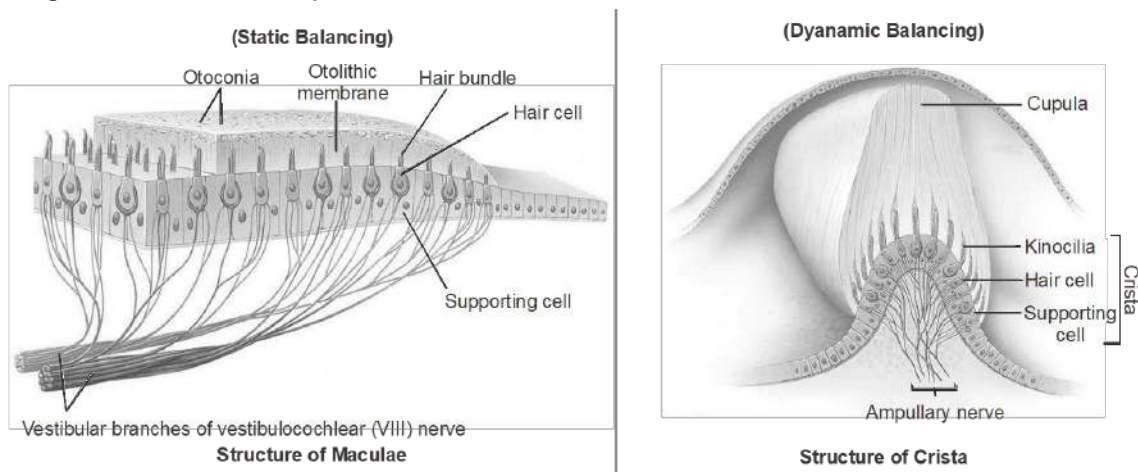 (Static Balancing)
Otoconia
Otolithic
membrane
Hair bundle
Hair cell
Supporting cell
Vestibular branches of vestibulocochlear (VIII) nerve
Structure of Maculae
(Dyanamic Balancing)
Cupula
Kinocilia
Hair cell
Supporting
cell
Crista
Ampullary nerve
Structure of Crista